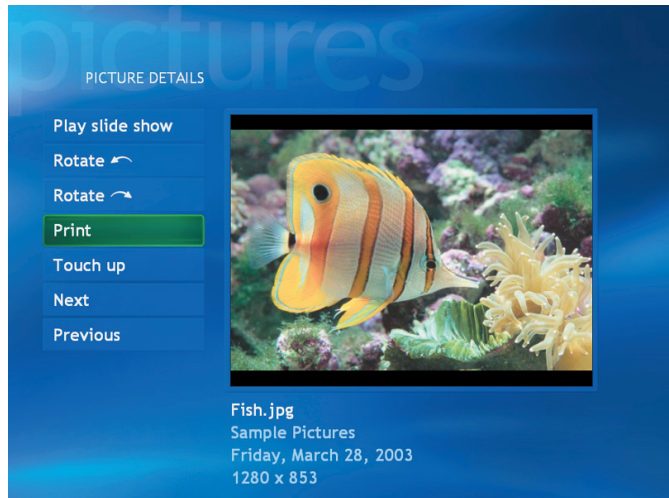 pictures
PICTURE DETAILS
Play slide show
Rotate
Rotate
Print
Touch up
Next
Previous
Fish.jpg
Sample Pictures
Friday, March 28, 2003
1280 x 853